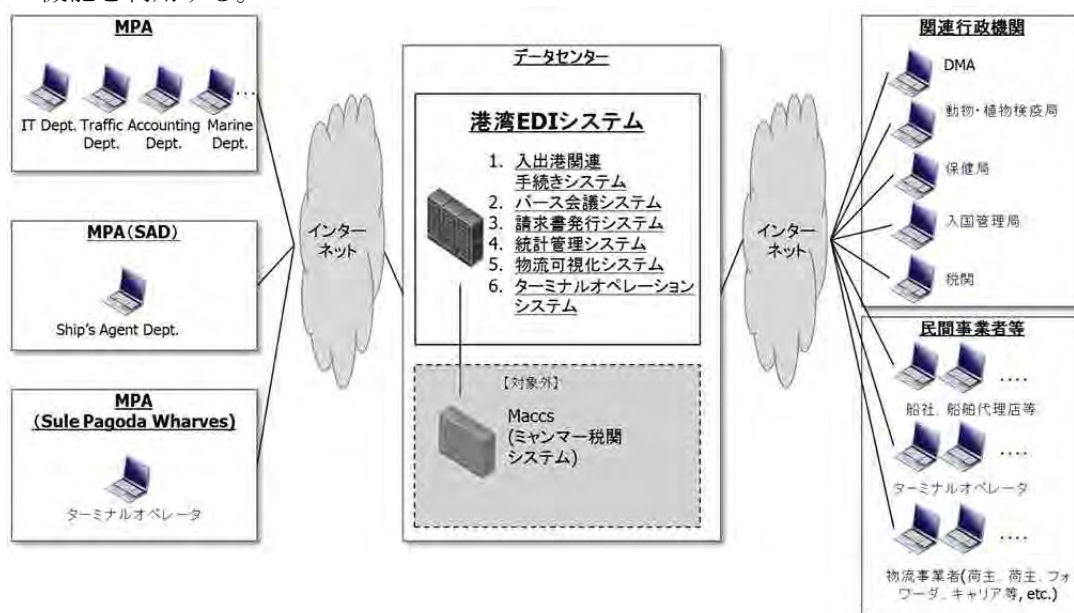 機能を利用する。
MPA
IT Dept. Traffic Accounting Marine
Dept. Dept. Dept.
MPA(SAD)
Ship's Agent Dept.
MPA
(Sule Pagoda Wharves)
ターミナルオペレータ
インター
ネット
データセンター
港湾EDIシステム
1. 入出港関連
手続きシステム
2. バース会議システム
3. 請求書発行システム
4. 統計管理システム
5. 物流可視化システム
6. ターミナルオペレーション
システム
【対象外】
Maccs
(ミャンマー税関
システム)
インター
ネット
関連行政機関
DMA
動物・植物検疫局
保健局
入国管理局
税関
民間事業者等
船社、船舶代理店等
ターミナルオペレータ
物流事業者(荷主、荷主、フォ
ワーダ、キャリア等, etc.)